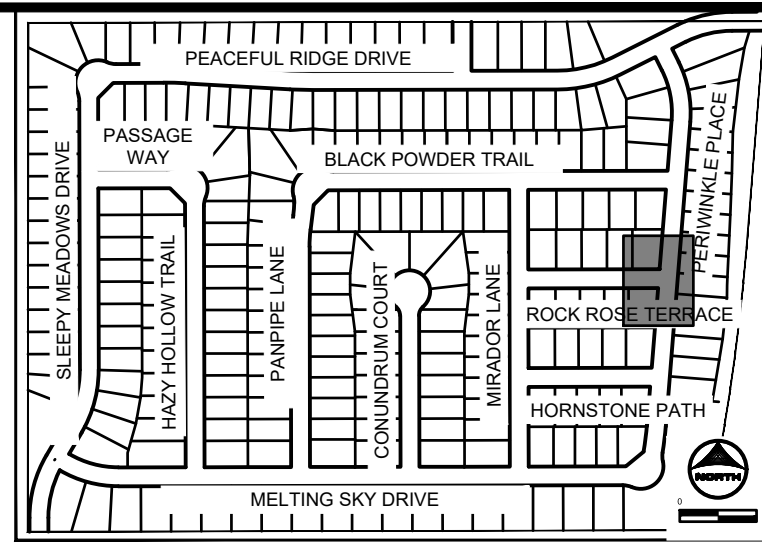 PEACEFUL RIDGE DRIVE
PASSAGE
WAY
BLACK POWDER TRAIL
SLEEPY MEADOWS DRIVE
HAZY HOLLOW TRAIL
PANPIPE LANE
CONUNDRUM COURT
MIRADOR LANE
PERIWINKLE PLACE
ROCK ROSE TERRACE
HORNSTONE PATH
MELTING SKY DRIVE
NORTH
0